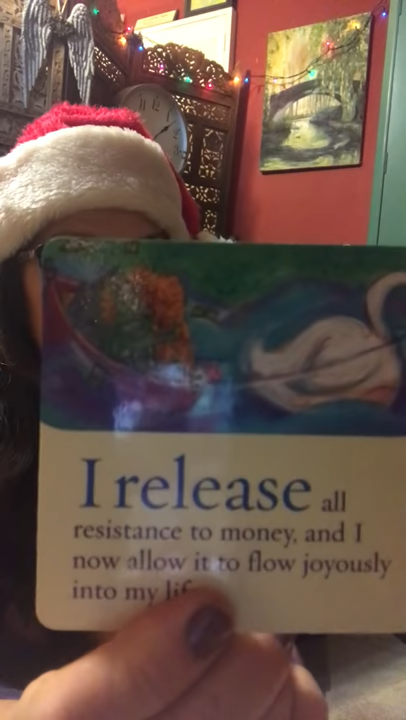 I release all
resistance to money, and I
now allow it to flow joyously
into my